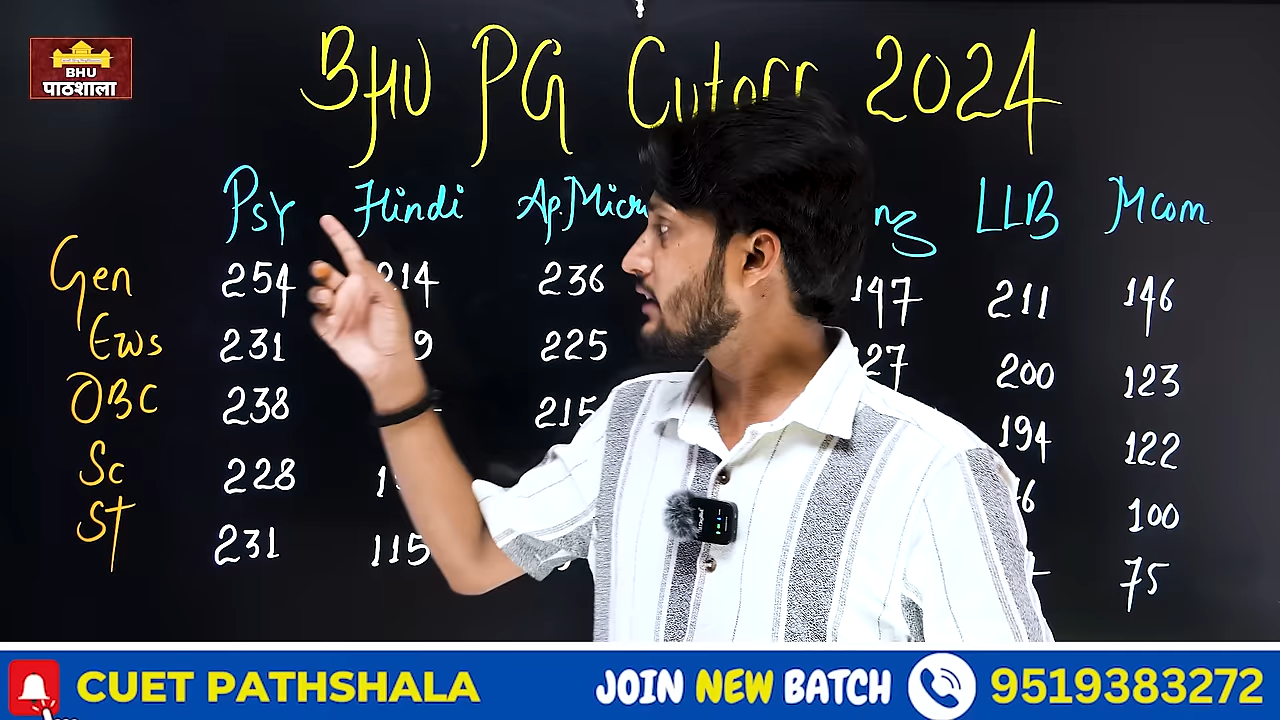 BHU
पाठशाला
BHU PG Cutoff 2024
Psy Hindi LLB Mcom
Gen 254 214 236 147 211 146
Ews 231 225 200 123
OBC 238 215 194 122
Sc 228 100
ST 231 115 75
CUET PATHSHALA JOIN NEW BATCH 9519383272